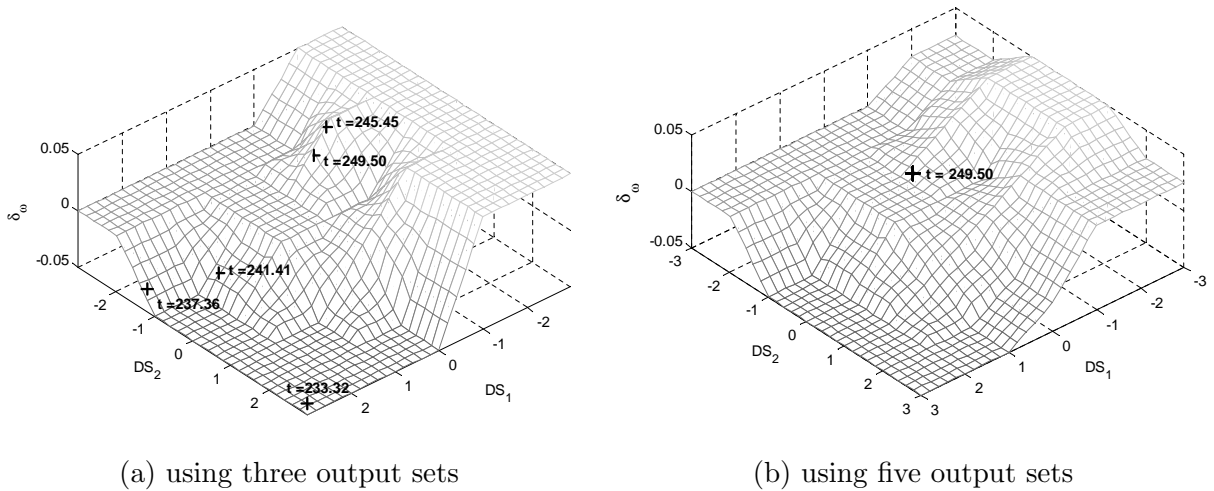 0.05
0
-0.05
δω
-2
-1
0
1
2
DS2
2
1
0
-1
-2
DS1
t =245.45
t =249.50
t =241.41
t =237.36
t =233.32
(a) using three output sets
0.05
0
-0.05
δω
-3
-2
-1
0
1
2
3
DS2
3
2
1
0
-1
-2
-3
DS1
t = 249.50
(b) using five output sets